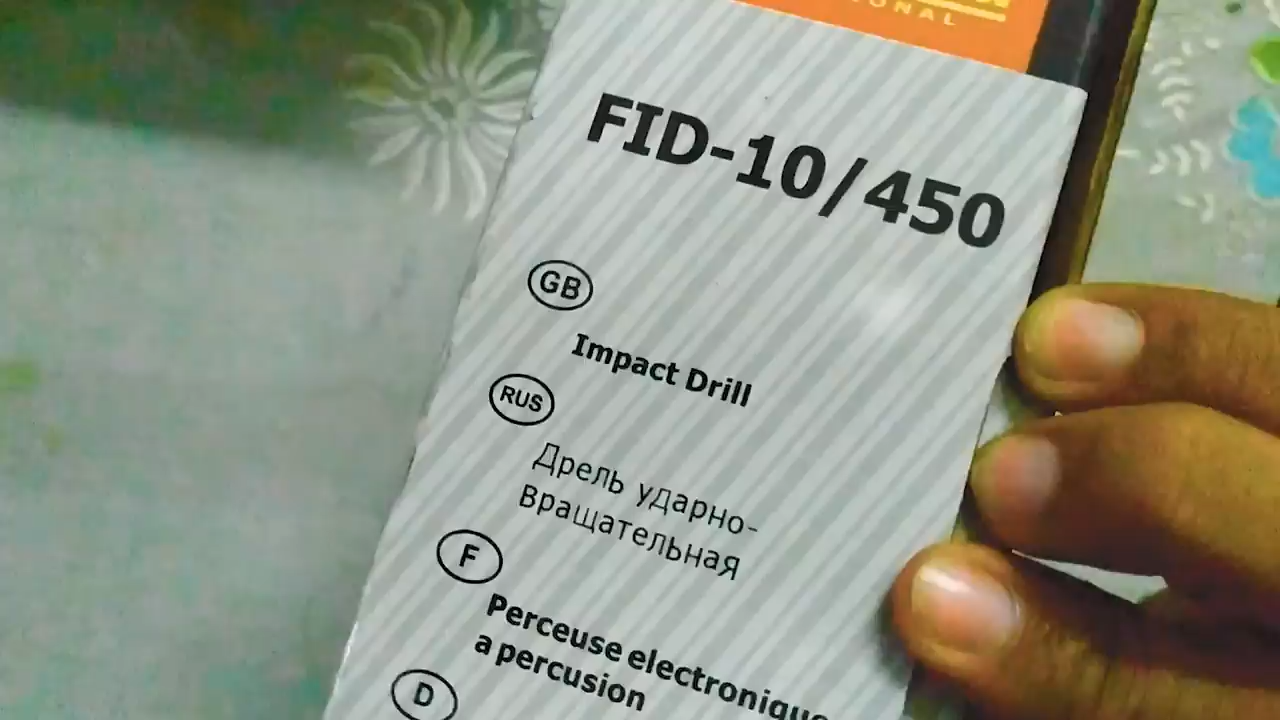 FID-10/450
GB
Impact Drill
RUS
Дрель ударно-
вращательная
F
Perceuse electronique
a percusion
D